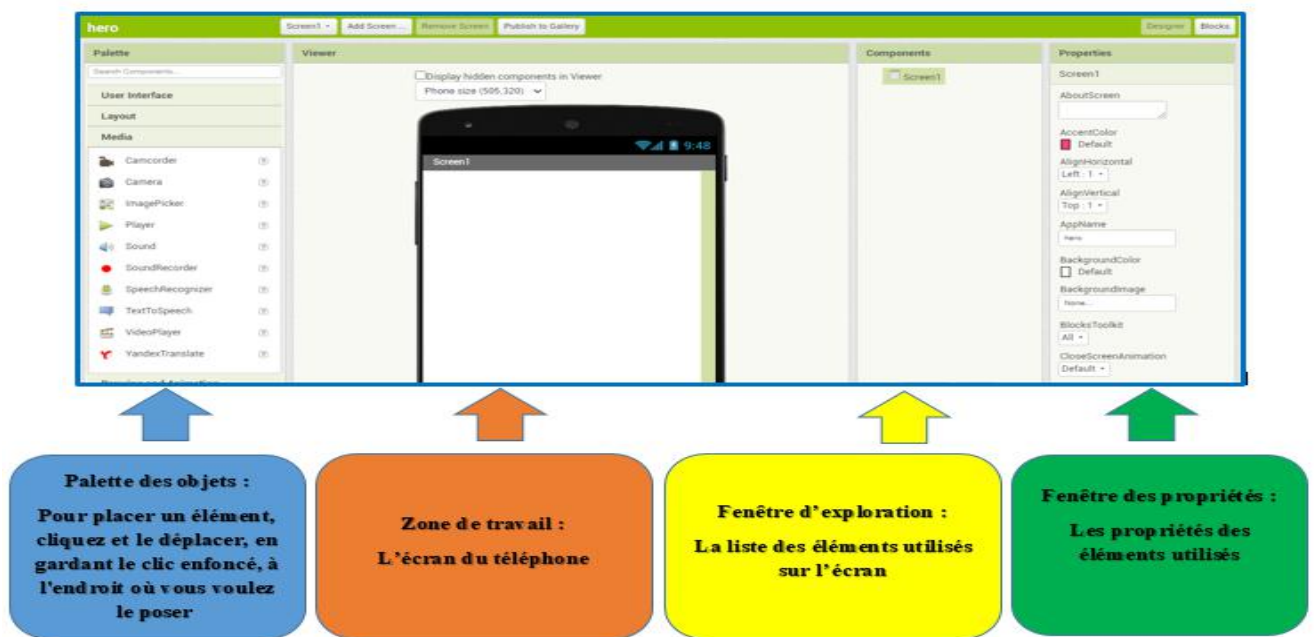 hero
Screen1
Add Screen...
Remove Screen
Publish to Gallery
Designer
Blocks
Palette
Viewer
Components
Properties
Search Components...
User Interface
Layout
Media
Camcorder
Camera
ImagePicker
Player
Sound
SoundRecorder
SpeechRecognizer
TextToSpeech
VideoPlayer
YandexTranslate
Drawing and Animation
Display hidden components in Viewer
Phone size (505,320)
9:48
Screen1
Screen1
Screen1
AboutScreen
AccentColor
Default
AlignHorizontal
Left : 1
AlignVertical
Top : 1
AppName
hero
BackgroundColor
Default
BackgroundImage
None...
BlocksToolkit
All
CloseScreenAnimation
Default
Palette des objets :
Pour placer un élément,
cliquez et le déplacer, en
gardant le clic enfoncé, à
l'endroit où vous voulez
le poser
Zone de travail :
L'écran du téléphone
Fenêtre d'exploration :
La liste des éléments utilisés
sur l'écran
Fenêtre des propriétés :
Les propriétés des
éléments utilisés